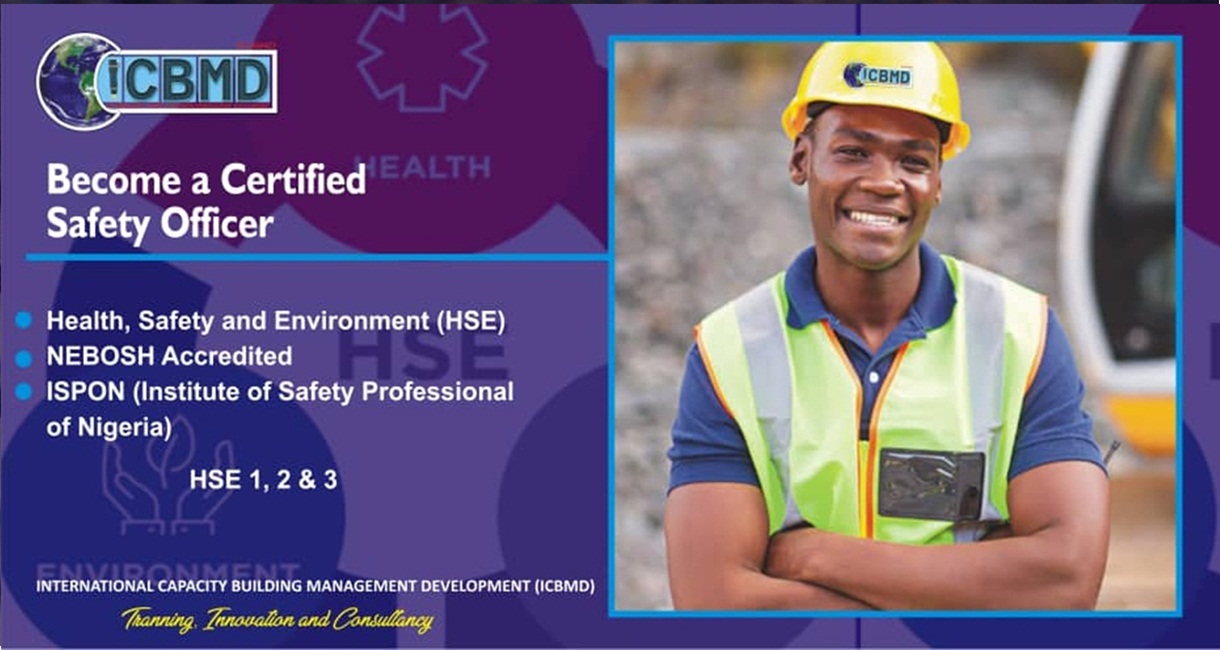 iCBMD
HEALTH
Become a Certified
Safety Officer
Health, Safety and Environment (HSE)
HSE
NEBOSH Accredited
ISPON (Institute of Safety Professional
of Nigeria)
HSE 1, 2 & 3
ENVIRONMENT
INTERNATIONAL CAPACITY BUILDING MANAGEMENT DEVELOPMENT (ICBMD)
Tranning, Innovation and Consultancy
iCBMD